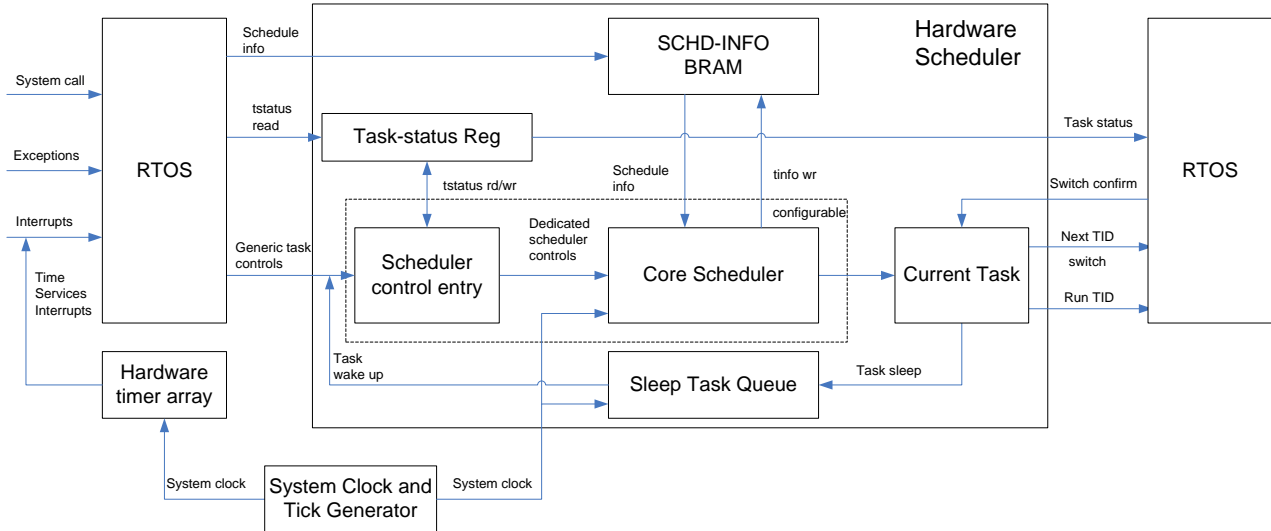 Schedule
info
SCHD-INFO
BRAM
Hardware
Scheduler
System call
tstatus
read
Task-status Reg
Task status
Exceptions
RTOS
RTOS
tstatus rd/wr
Schedule
info
tinfo wr
Switch confirm
Interrupts
configurable
Generic task
controls
Dedicated
scheduler
controls
Next TID
switch
Scheduler
control entry
Core Scheduler
Current Task
Run TID
Time
Services
Interrupts
Task
wake up
Sleep Task Queue
Task sleep
Hardware
timer array
System clock
System Clock and
Tick Generator
System clock